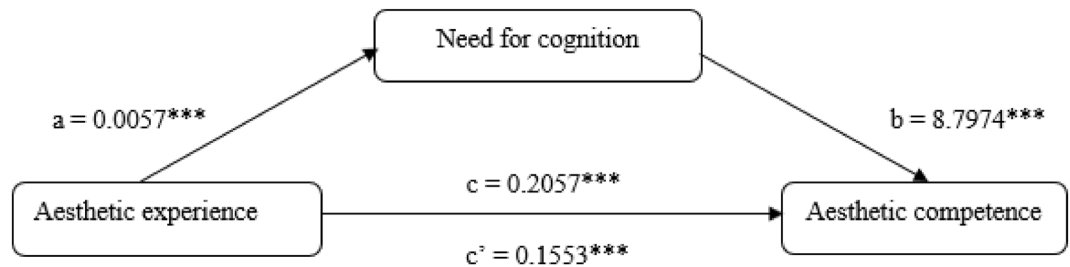 Need for cognition
a = 0.0057***
b = 8.7974***
c = 0.2057***
Aesthetic experience
Aesthetic competence
c' = 0.1553***